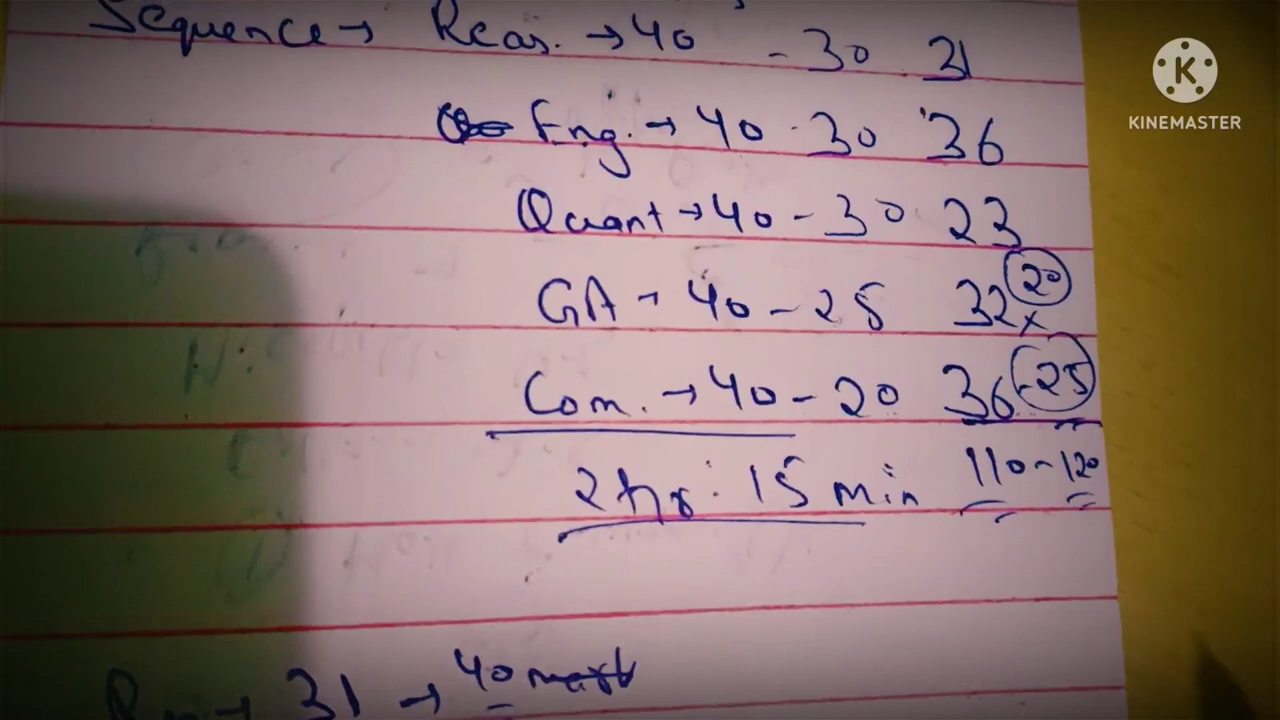 Sequence → Reas. → 40 - 30 31
Eng. → 40 - 30 36
Quant → 40 - 30 23
GA - 40 - 25 32 20
Com. → 40 - 20 36 - 25
2 hr. 15 min 110 - 120
31 → 40
K
KINEMASTER